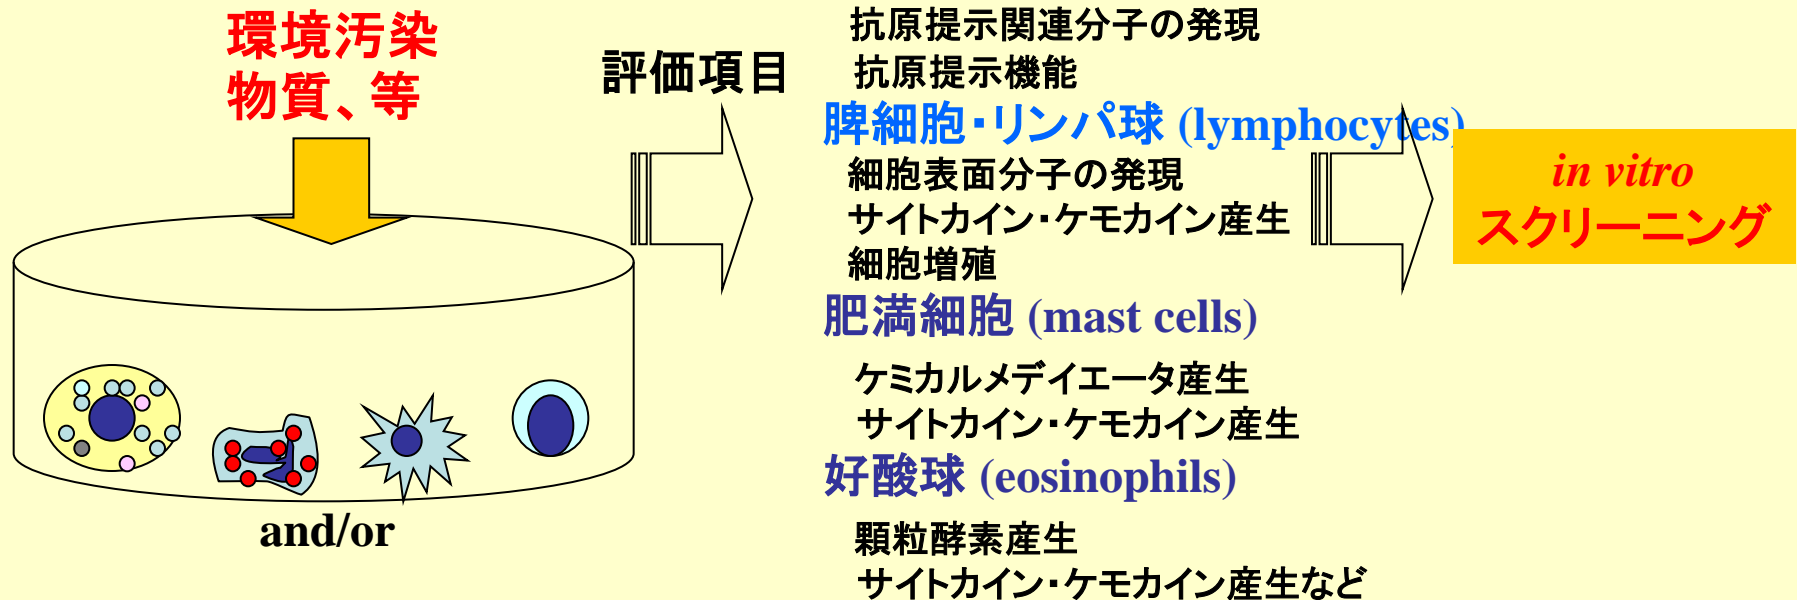 環境汚染
物質、等
評価項目
抗原提示関連分子の発現
抗原提示機能
脾細胞・リンパ球 (lymphocytes)
細胞表面分子の発現
サイトカイン・ケモカイン産生
細胞増殖
肥満細胞 (mast cells)
ケミカルメデイエータ産生
サイトカイン・ケモカイン産生
好酸球 (eosinophils)
顆粒酵素産生
サイトカイン・ケモカイン産生など
in vitro
スクリーニング
and/or